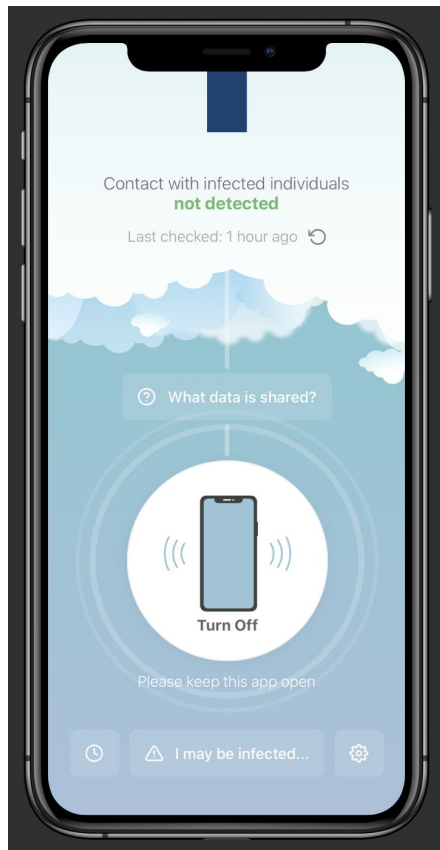 Contact with infected individuals
not detected
Last checked: 1 hour ago
What data is shared?
Turn Off
Please keep this app open
I may be infected...